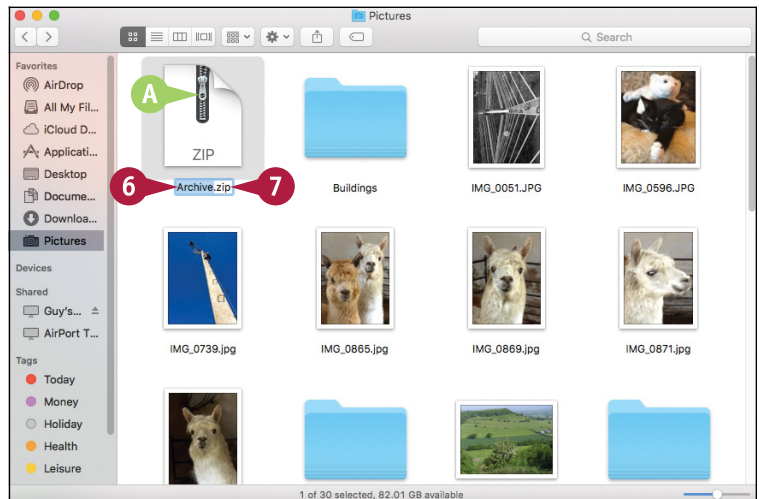 Pictures
Search
Favorites
AirDrop
All My Fil...
iCloud D...
Applicati...
Desktop
Docume...
Downloa...
Pictures
Devices
Shared
Guy's...
AirPort T...
Tags
Today
Money
Holiday
Health
Leisure
A
ZIP
6 Archive.zip 7
Buildings
IMG_0051.JPG
IMG_0596.JPG
IMG_0739.jpg
IMG_0865.jpg
IMG_0869.jpg
IMG_0871.jpg
1 of 30 selected, 82.01 GB available